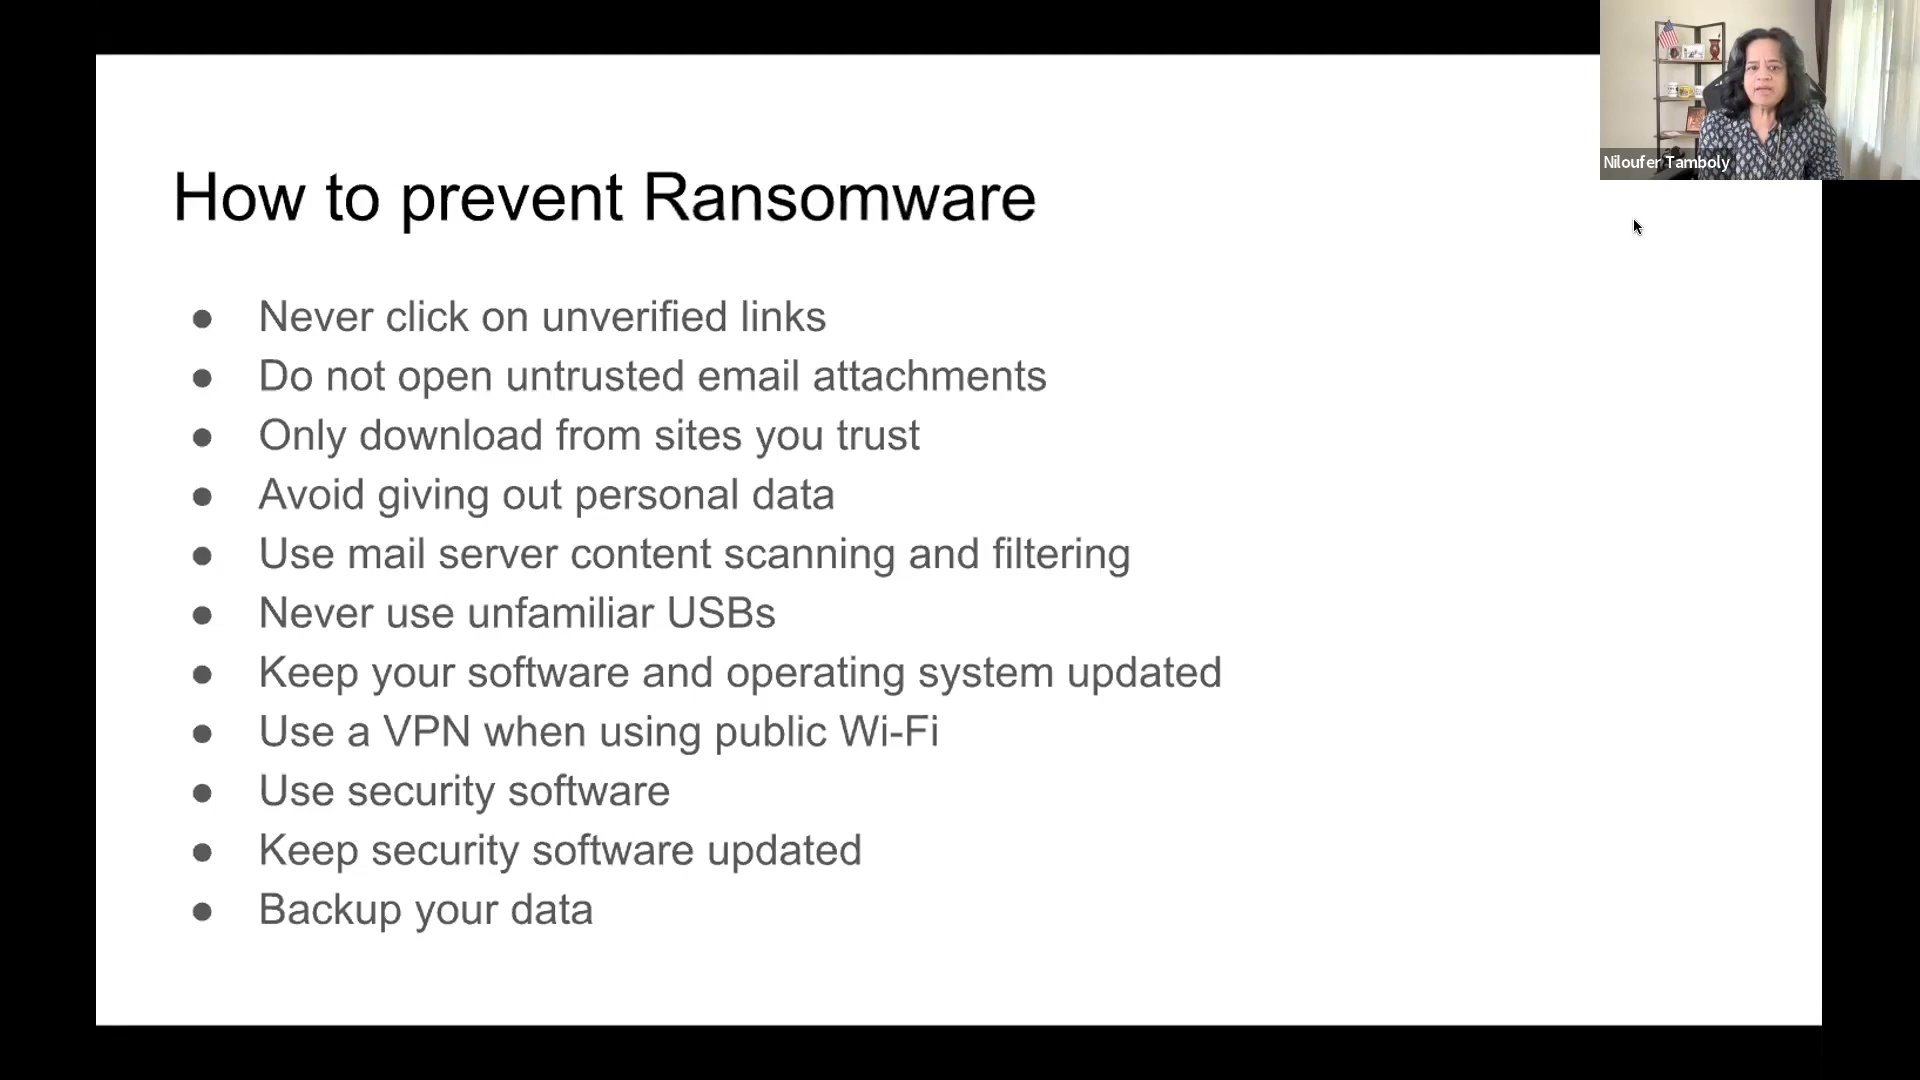 How to prevent Ransomware
● Never click on unverified links
● Do not open untrusted email attachments
● Only download from sites you trust
● Avoid giving out personal data
● Use mail server content scanning and filtering
● Never use unfamiliar USBs
● Keep your software and operating system updated
● Use a VPN when using public Wi-Fi
● Use security software
● Keep security software updated
● Backup your data
Niloufer Tamboly